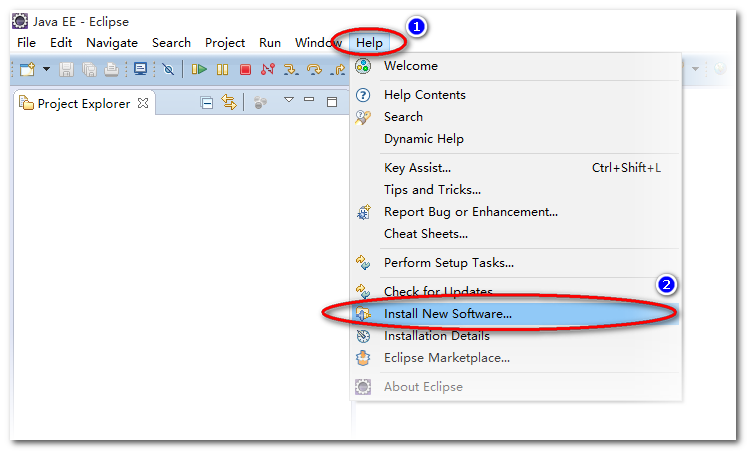 Java EE - Eclipse
File Edit Navigate Search Project Run Window Help
1
Project Explorer
Welcome
Help Contents
Search
Dynamic Help
Key Assist... Ctrl+Shift+L
Tips and Tricks...
Report Bug or Enhancement...
Cheat Sheets...
Perform Setup Tasks...
2
Check for Updates
Install New Software...
Installation Details
Eclipse Marketplace...
About Eclipse